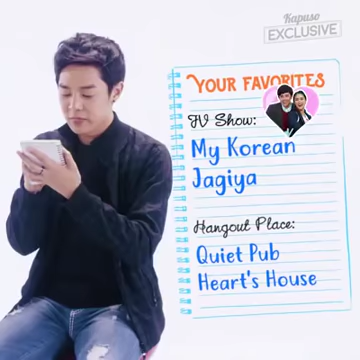 Kapuso
EXCLUSIVE
YOUR FAVORITES
TV Show:
My Korean
Jagiya
Hangout Place:
Quiet Pub
Heart's House